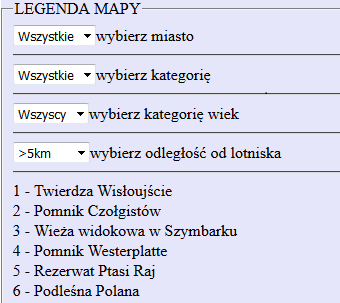 LEGENDA MAPY
Wszystkie wybierz miasto
Wszystkie wybierz kategorię
Wszyscy wybierz kategorię wiek
>5km wybierz odległość od lotniska
1 - Twierdza Wisłoujście
2 - Pomnik Czołgistów
3 - Wieża widokowa w Szymbarku
4 - Pomnik Westerplatte
5 - Rezerwat Ptasi Raj
6 - Podleśna Polana